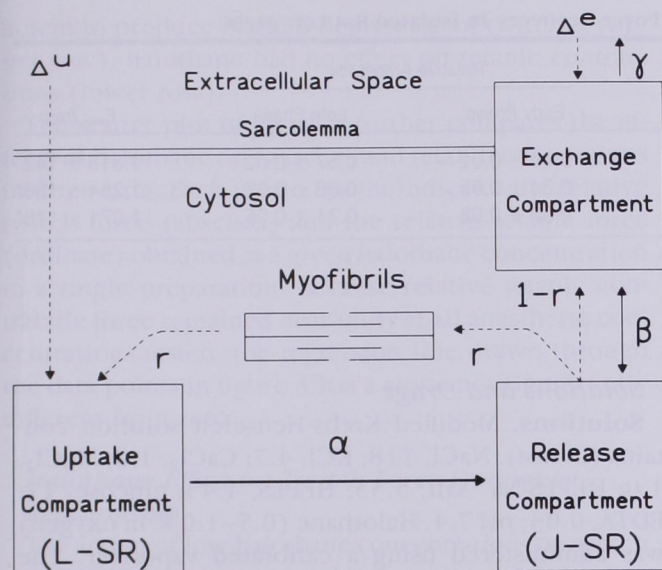 Δu
Δe
γ
Extracellular Space
Sarcolemma
Exchange
Compartment
Cytosol
Myofibrils
1-r
r
r
β
Uptake
Compartment
(L-SR)
α
Release
Compartment
(J-SR)